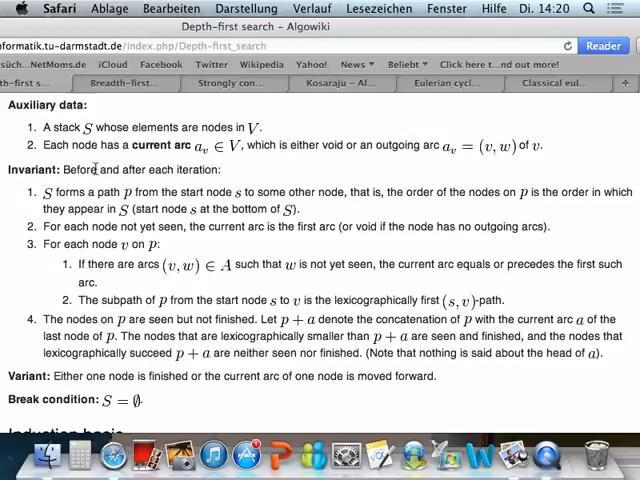 Safari Ablage Bearbeiten Darstellung Verlauf Lesezeichen Fenster Hilfe Di. 14:20
Depth-first search - Algowiki
nformatik.tu-darmstadt.de/index.php/Depth-first_search Reader
NetMoms.de iCloud Facebook Twitter Wikipedia Yahoo! News Beliebt Click here to
Breadth-first... Strongly con... Kosaraju – Al... Eulerian cycl... Classical eul...
Auxiliary data:
1. A stack S whose elements are nodes in V.
2. Each node has a current arc a_v ∈ V, which is either void or an outgoing arc a_v = (v, w) of v.
Invariant: Before and after each iteration:
1. S forms a path p from the start node s to some other node, that is, the order of the nodes on p is the order in which
they appear in S (start node s at the bottom of S).
2. For each node not yet seen, the current arc is the first arc (or void if the node has no outgoing arcs).
3. For each node v on p:
1. If there are arcs (v, w) ∈ A such that w is not yet seen, the current arc equals or precedes the first such
arc.
2. The subpath of p from the start node s to v is the lexicographically first (s, v)-path.
4. The nodes on p are seen but not finished. Let p + a denote the concatenation of p with the current arc a of the
last node of p. The nodes that are lexicographically smaller than p + a are seen and finished, and the nodes that
lexicographically succeed p + a are neither seen nor finished. (Note that nothing is said about the head of a).
Variant: Either one node is finished or the current arc of one node is moved forward.
Break condition: S = ∅.
Induction basis